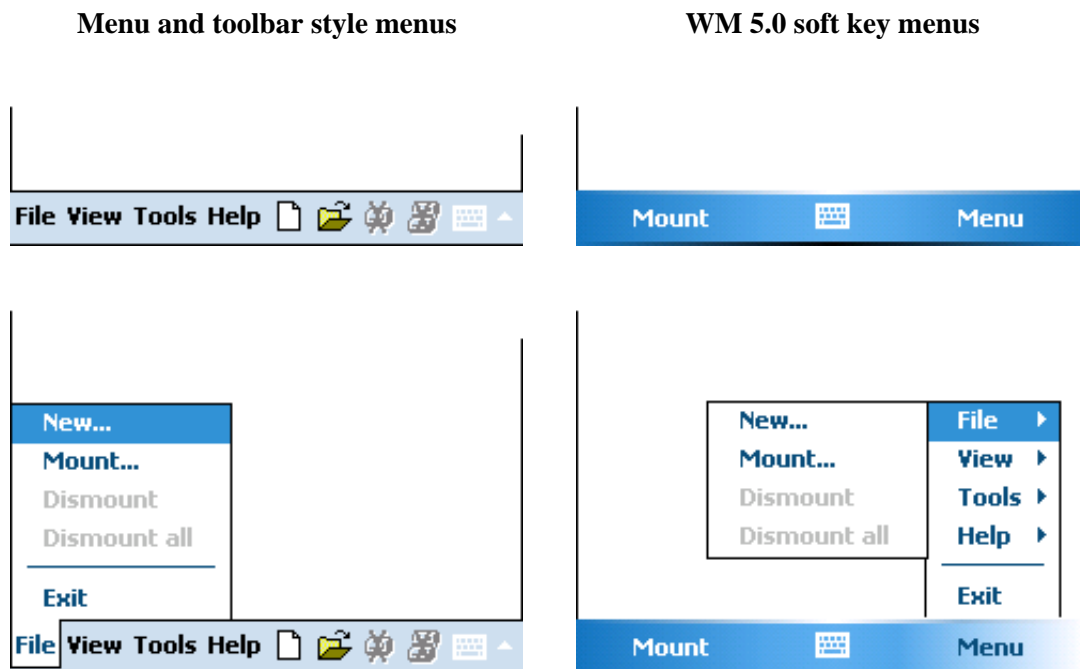 Menu and toolbar style menus
WM 5.0 soft key menus
File View Tools Help
Mount Menu
New...
Mount...
Dismount
Dismount all
Exit
File View Tools Help
New...
Mount...
Dismount
Dismount all
File
View
Tools
Help
Exit
Mount Menu